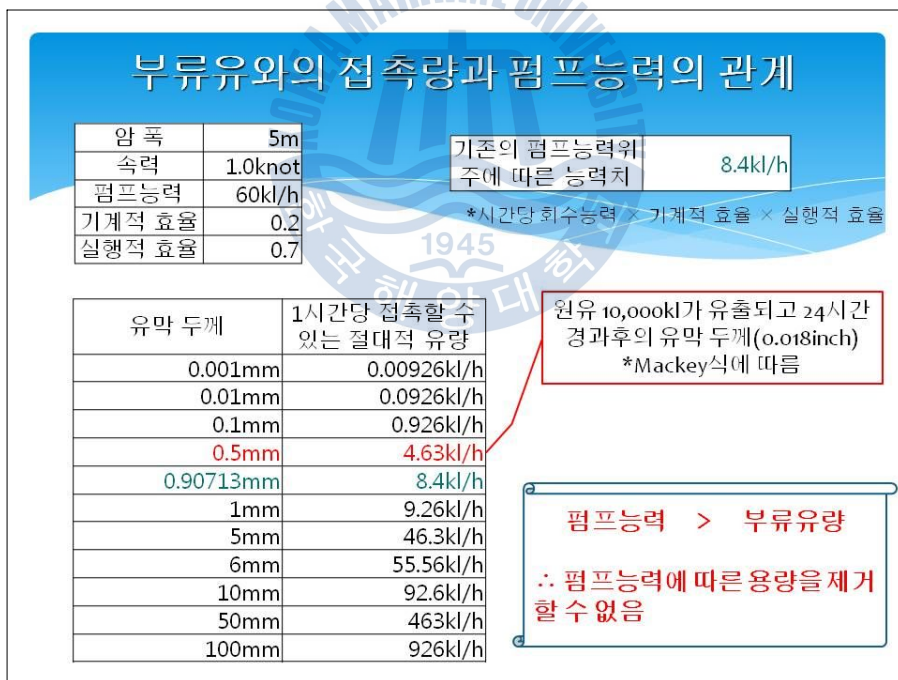 부류유와의 접촉량과 펌프능력의 관계
암 폭 5m
속력 1.0knot
펌프능력 60kl/h
기계적 효율 0.2
실행적 효율 0.7
기존의 펌프능력위
주에 따른 능력치
8.4kl/h
*시간당 회수능력 × 기계적 효율 × 실행적 효율
1945
유막 두께
1시간당 접촉할 수
있는 절대적 유량
0.001mm 0.00926kl/h
0.01mm 0.0926kl/h
0.1mm 0.926kl/h
0.5mm 4.63kl/h
0.90713mm 8.4kl/h
1mm 9.26kl/h
5mm 46.3kl/h
6mm 55.56kl/h
10mm 92.6kl/h
50mm 463kl/h
100mm 926kl/h
원유 10,000kl가 유출되고 24시간
경과후의 유막 두께(0.018inch)
*Mackey식에 따름
펌프능력 > 부류유량
∴ 펌프능력에 따른 용량을 제거
할 수 없음